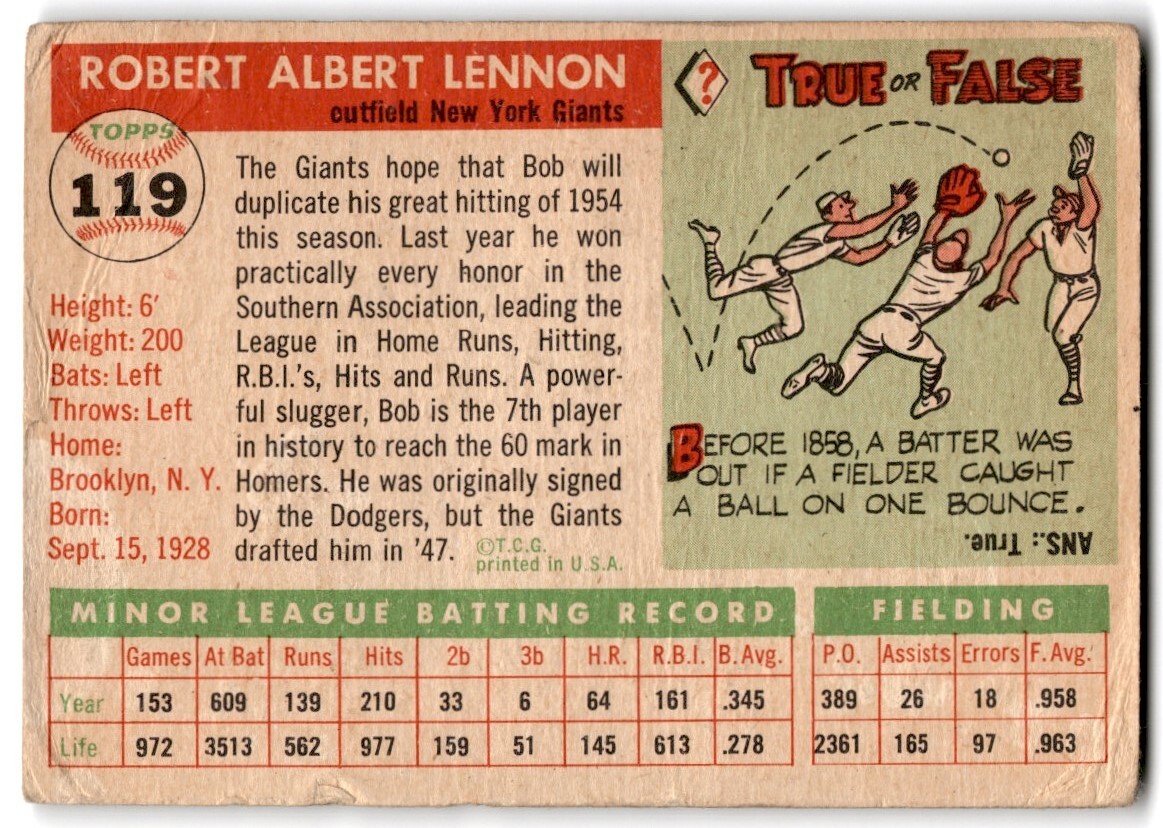 ROBERT ALBERT LENNON
outfield New York Giants
TOPPS
119
Height: 6'
Weight: 200
Bats: Left
Throws: Left
Home:
Brooklyn, N. Y.
Born:
Sept. 15, 1928
The Giants hope that Bob will
duplicate his great hitting of 1954
this season. Last year he won
practically every honor in the
Southern Association, leading the
League in Home Runs, Hitting,
R.B.I.'s, Hits and Runs. A power-
ful slugger, Bob is the 7th player
in history to reach the 60 mark in
Homers. He was originally signed
by the Dodgers, but the Giants
drafted him in '47.
©T.C.G.
printed in U.S.A.
? TRUE OR FALSE
BEFORE 1858, A BATTER WAS
OUT IF A FIELDER CAUGHT
A BALL ON ONE BOUNCE.
ANS.: True.
MINOR LEAGUE BATTING RECORD FIELDING
Games At Bat Runs Hits 2b 3b H.R. R.B.I. B. Avg. P.O. Assists Errors F. Avg.
Year 153 609 139 210 33 6 64 161 .345 389 26 18 .958
Life 972 3513 562 977 159 51 145 613 .278 2361 165 97 .963